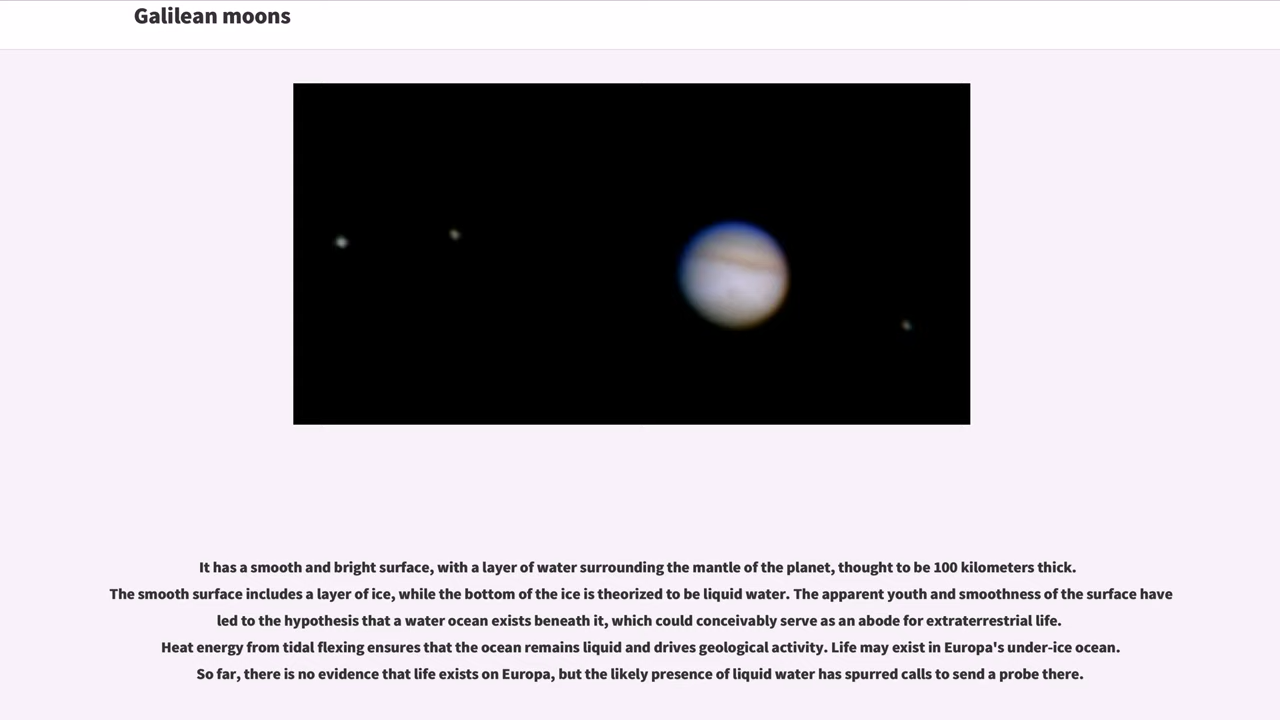 Galilean moons
It has a smooth and bright surface, with a layer of water surrounding the mantle of the planet, thought to be 100 kilometers thick.
The smooth surface includes a layer of ice, while the bottom of the ice is theorized to be liquid water. The apparent youth and smoothness of the surface have
led to the hypothesis that a water ocean exists beneath it, which could conceivably serve as an abode for extraterrestrial life.
Heat energy from tidal flexing ensures that the ocean remains liquid and drives geological activity. Life may exist in Europa's under-ice ocean.
So far, there is no evidence that life exists on Europa, but the likely presence of liquid water has spurred calls to send a probe there.